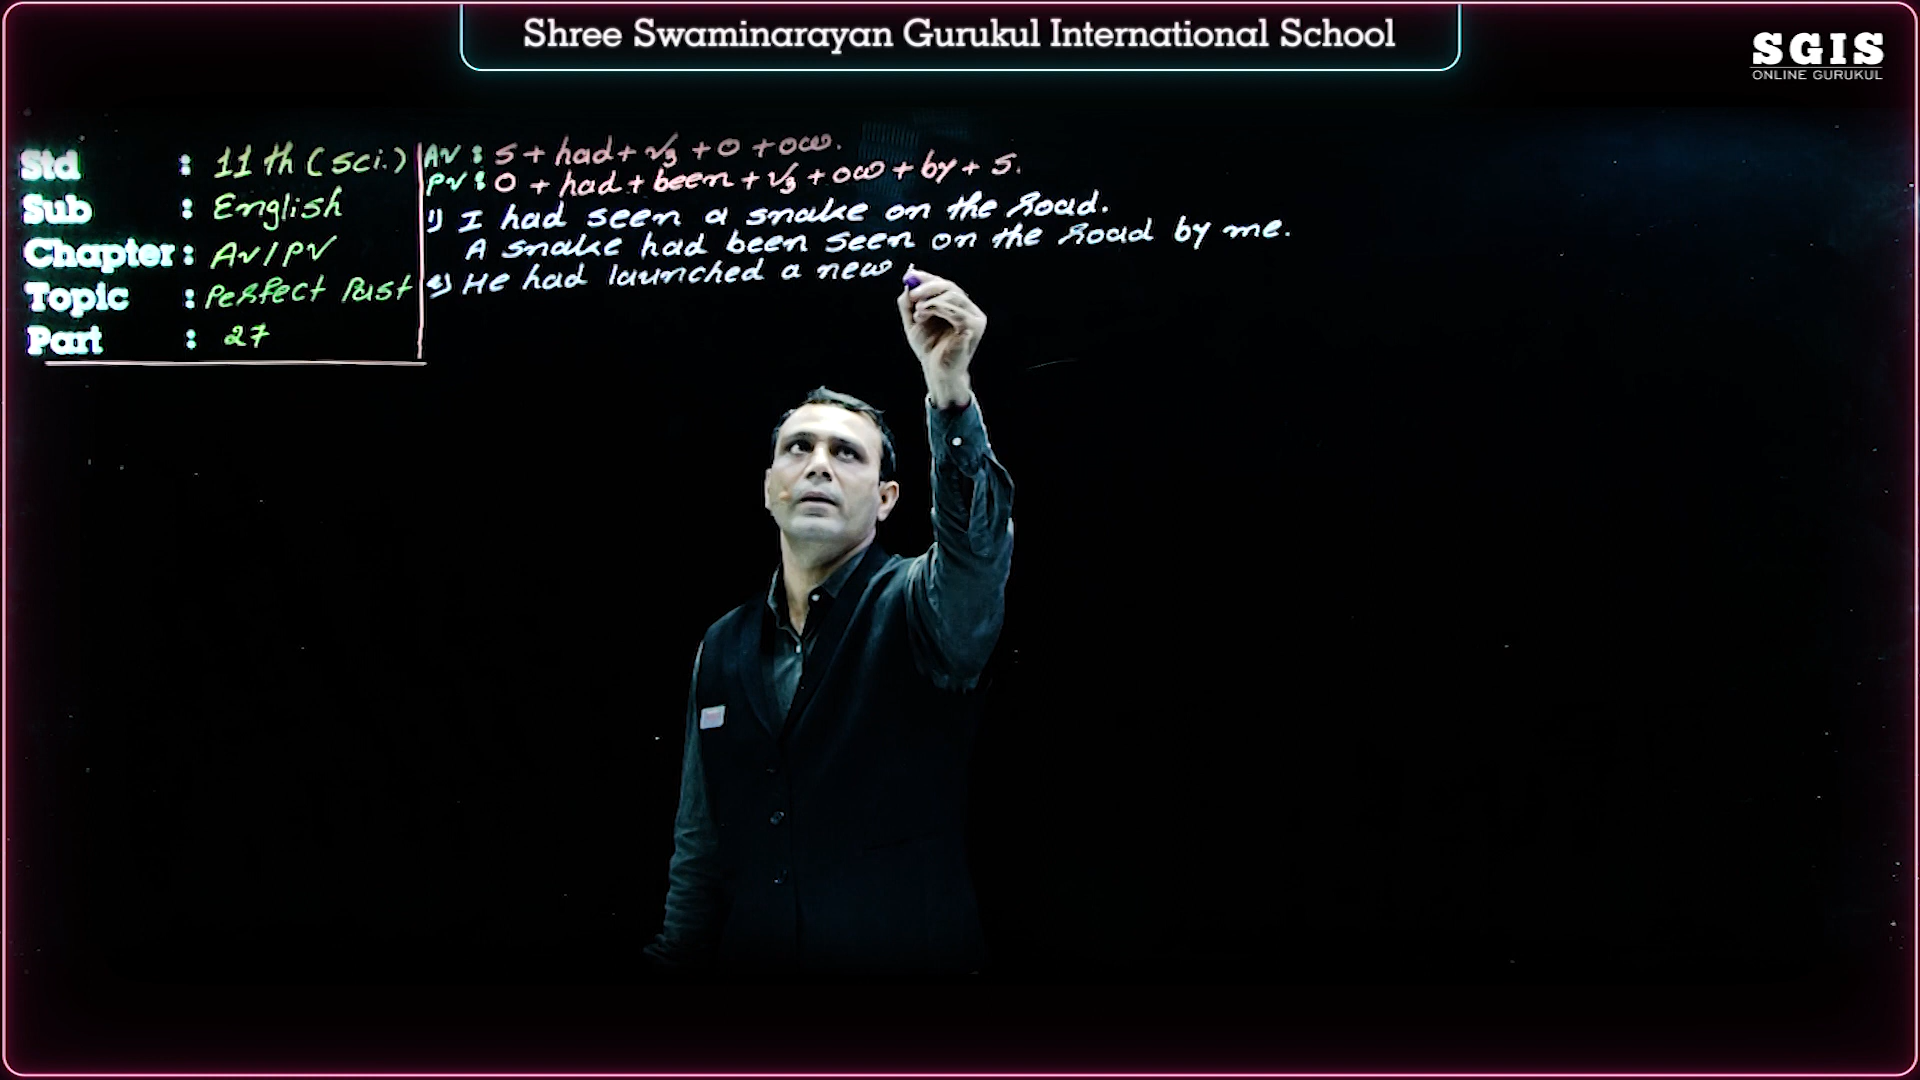 Shree Swaminarayan Gurukul International School
SGIS
ONLINE GURUKUL
Std : 11 th (Sci.)
Sub : English
Chapter : AV/PV
Topic : Perfect Past
Part : 27
AV : S + had + V3 + O + OW.
PV : O + had + been + V3 + OW + by + S.
1) I had seen a snake on the road.
A snake had been seen on the road by me.
2) He had launched a new